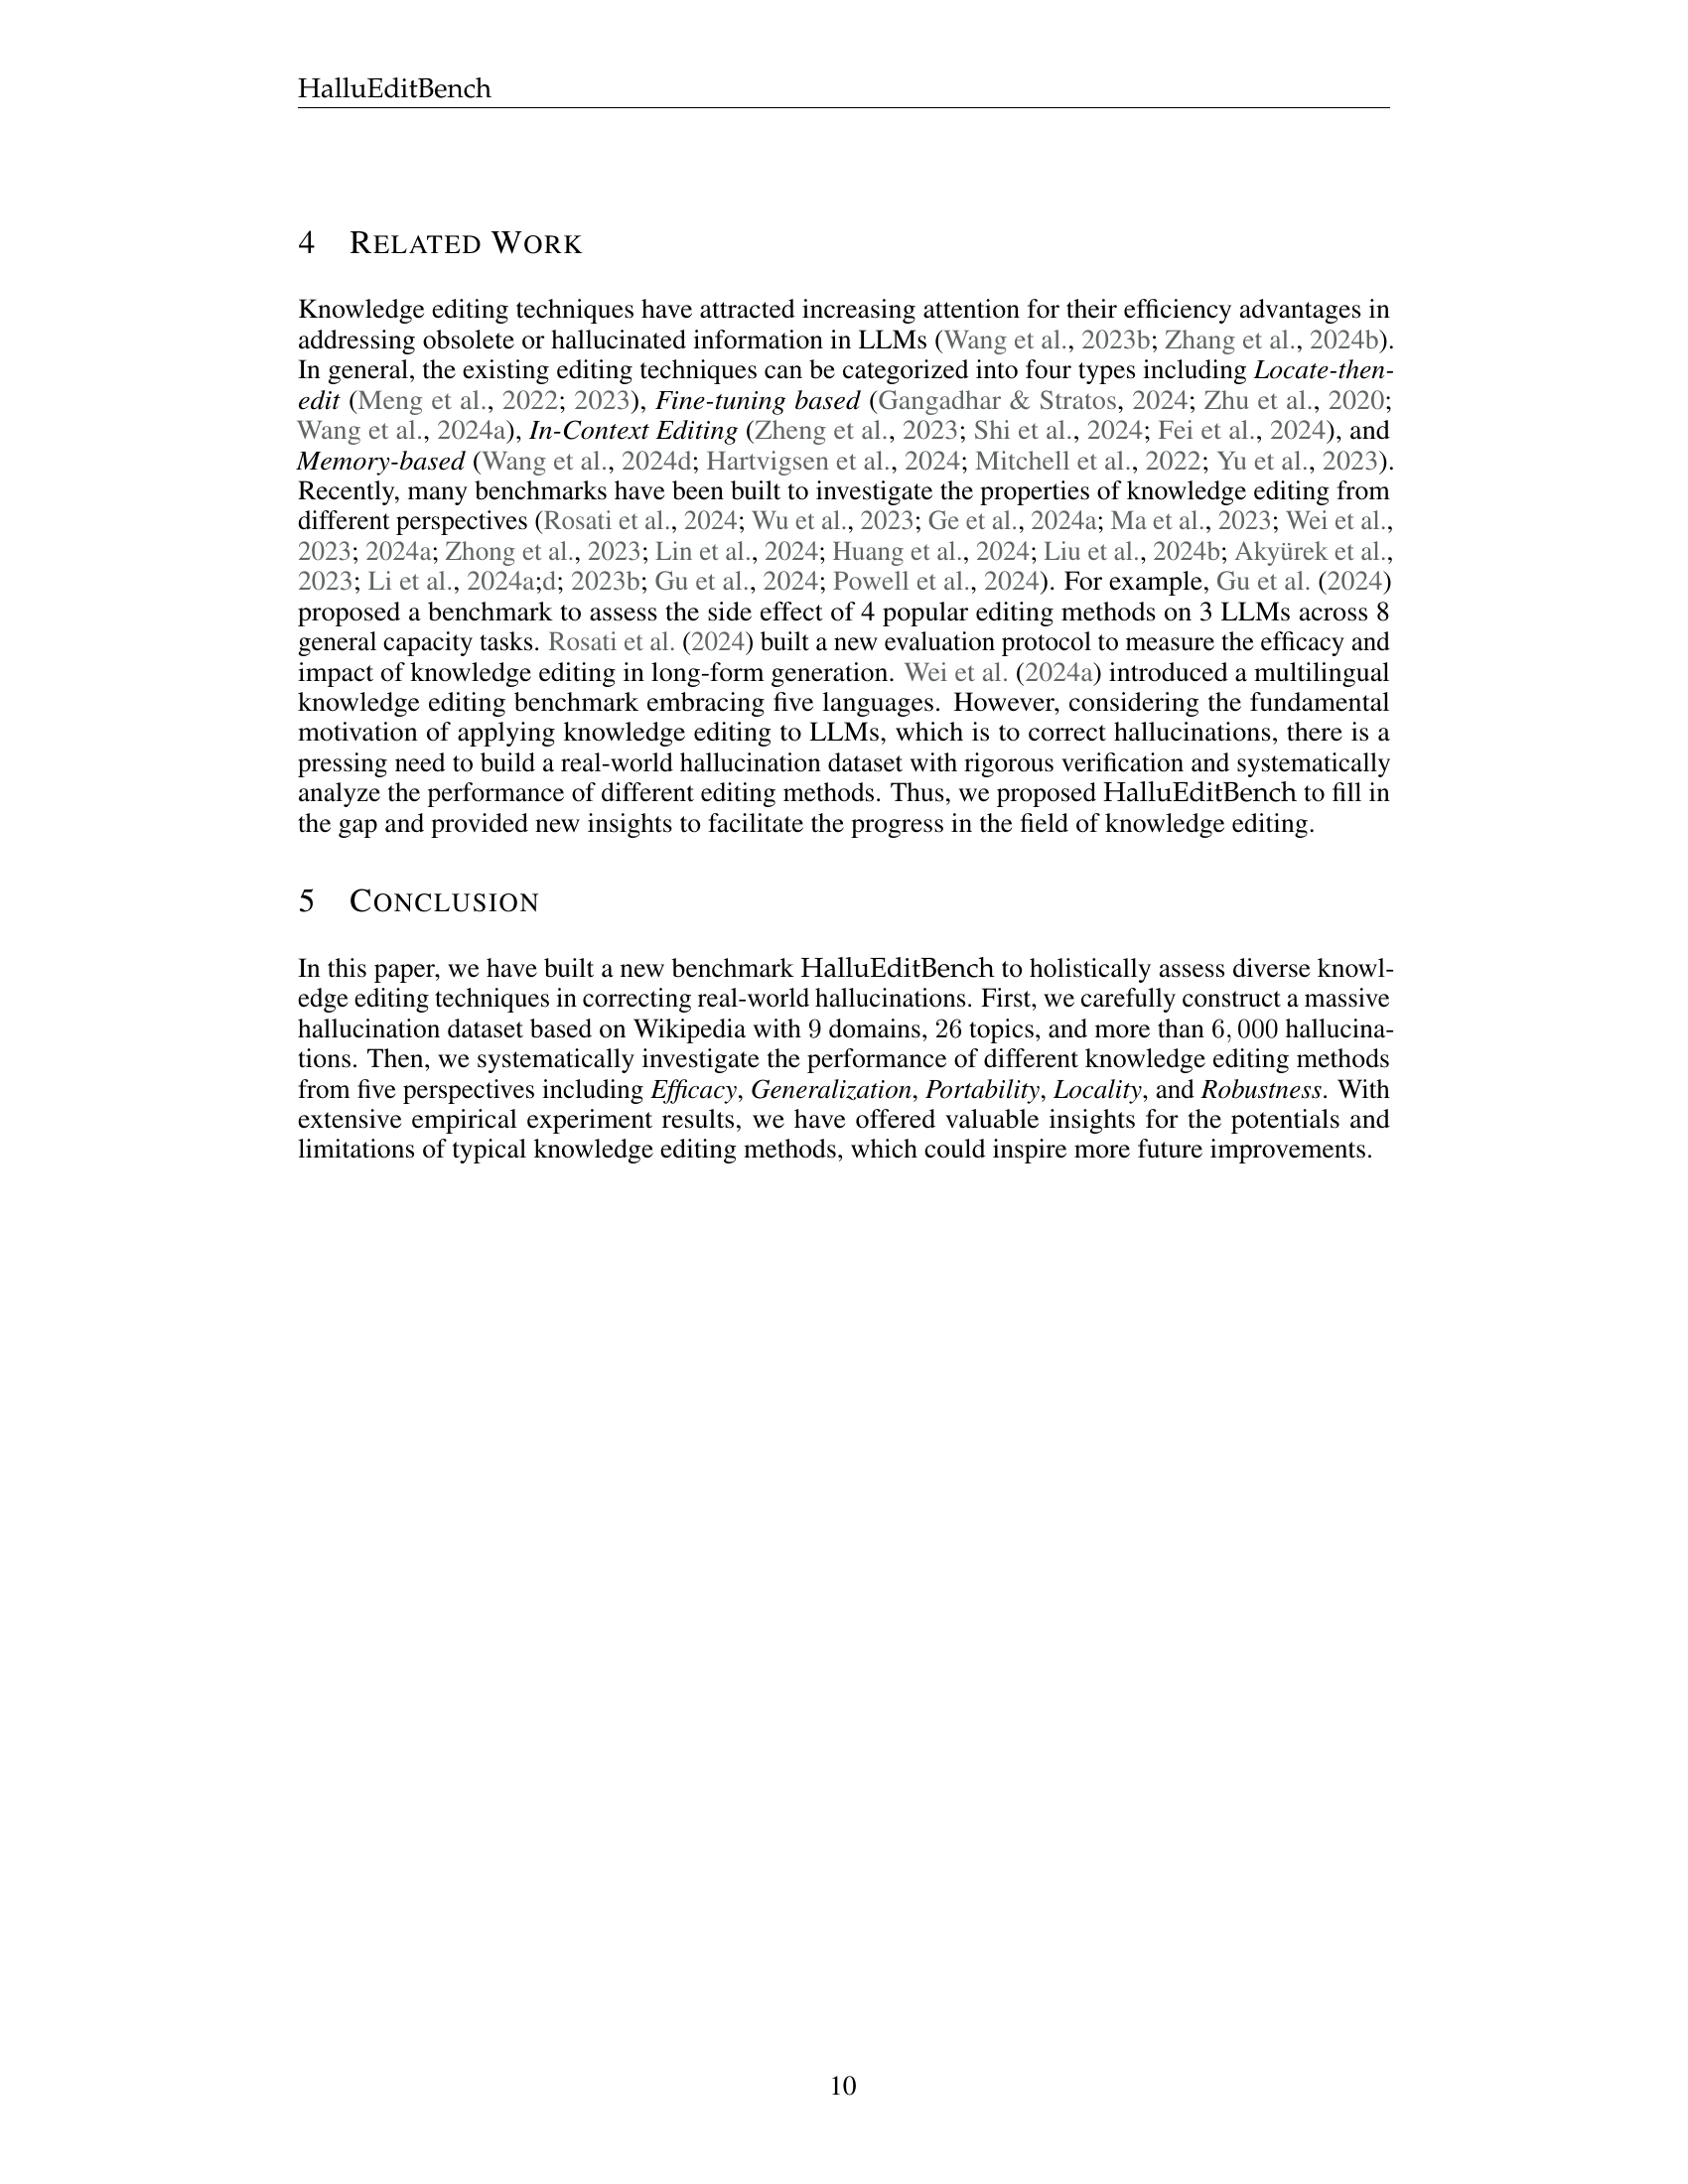 HalluEditBench
4 RELATED WORK
Knowledge editing techniques have attracted increasing attention for their efficiency advantages in
addressing obsolete or hallucinated information in LLMs (Wang et al., 2023b; Zhang et al., 2024b).
In general, the existing editing techniques can be categorized into four types including Locate-then-
edit (Meng et al., 2022; 2023), Fine-tuning based (Gangadhar & Stratos, 2024; Zhu et al., 2020;
Wang et al., 2024a), In-Context Editing (Zheng et al., 2023; Shi et al., 2024; Fei et al., 2024), and
Memory-based (Wang et al., 2024d; Hartvigsen et al., 2024; Mitchell et al., 2022; Yu et al., 2023).
Recently, many benchmarks have been built to investigate the properties of knowledge editing from
different perspectives (Rosati et al., 2024; Wu et al., 2023; Ge et al., 2024a; Ma et al., 2023; Wei et al.,
2023; 2024a; Zhong et al., 2023; Lin et al., 2024; Huang et al., 2024; Liu et al., 2024b; Akyürek et al.,
2023; Li et al., 2024a;d; 2023b; Gu et al., 2024; Powell et al., 2024). For example, Gu et al. (2024)
proposed a benchmark to assess the side effect of 4 popular editing methods on 3 LLMs across 8
general capacity tasks. Rosati et al. (2024) built a new evaluation protocol to measure the efficacy and
impact of knowledge editing in long-form generation. Wei et al. (2024a) introduced a multilingual
knowledge editing benchmark embracing five languages. However, considering the fundamental
motivation of applying knowledge editing to LLMs, which is to correct hallucinations, there is a
pressing need to build a real-world hallucination dataset with rigorous verification and systematically
analyze the performance of different editing methods. Thus, we proposed HalluEditBench to fill in
the gap and provided new insights to facilitate the progress in the field of knowledge editing.
5 CONCLUSION
In this paper, we have built a new benchmark HalluEditBench to holistically assess diverse knowl-
edge editing techniques in correcting real-world hallucinations. First, we carefully construct a massive
hallucination dataset based on Wikipedia with 9 domains, 26 topics, and more than 6, 000 hallucina-
tions. Then, we systematically investigate the performance of different knowledge editing methods
from five perspectives including Efficacy, Generalization, Portability, Locality, and Robustness. With
extensive empirical experiment results, we have offered valuable insights for the potentials and
limitations of typical knowledge editing methods, which could inspire more future improvements.
10